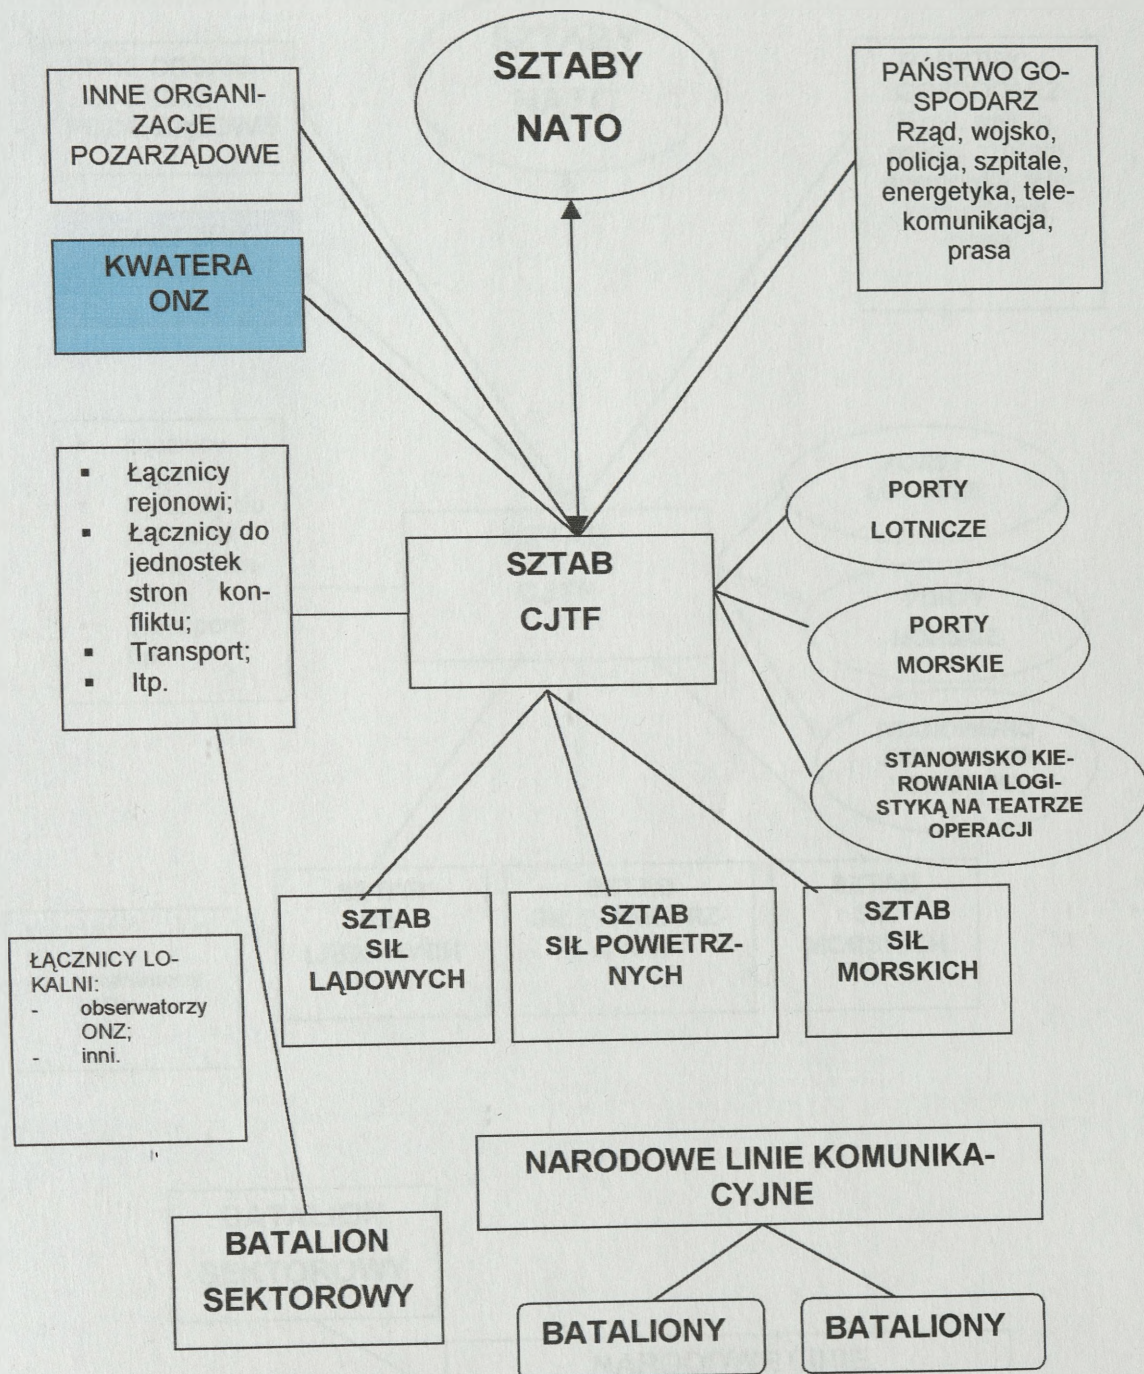 SZTABY
NATO
INNE ORGANI-
ZACJE
POZARZĄDOWE
PAŃSTWO GO-
SPODARZ
Rząd, wojsko,
policja, szpitale,
energetyka, tele-
komunikacja,
prasa
KWATERA
ONZ
▪ Łącznicy
rejonowi;
▪ Łącznicy do
jednostek
stron kon-
fliktu;
▪ Transport;
▪ Itp.
SZTAB
CJTF
PORTY
LOTNICZE
PORTY
MORSKIE
STANOWISKO KIE-
ROWANIA LOGI-
STYKĄ NA TEATRZE
OPERACJI
SZTAB
SIŁ
LĄDOWYCH
SZTAB
SIŁ POWIETRZ-
NYCH
SZTAB
SIŁ
MORSKICH
ŁĄCZNICY LO-
KALNI:
- obserwatorzy
ONZ;
- inni.
NARODOWE LINIE KOMUNIKA-
CYJNE
BATALION
SEKTOROWY
BATALIONY
BATALIONY